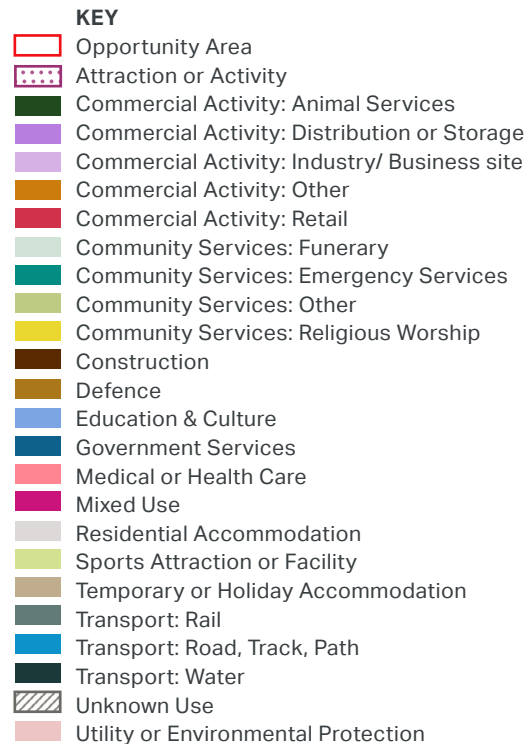 KEY
Opportunity Area
Attraction or Activity
Commercial Activity: Animal Services
Commercial Activity: Distribution or Storage
Commercial Activity: Industry/ Business site
Commercial Activity: Other
Commercial Activity: Retail
Community Services: Funerary
Community Services: Emergency Services
Community Services: Other
Community Services: Religious Worship
Construction
Defence
Education & Culture
Government Services
Medical or Health Care
Mixed Use
Residential Accommodation
Sports Attraction or Facility
Temporary or Holiday Accommodation
Transport: Rail
Transport: Road, Track, Path
Transport: Water
Unknown Use
Utility or Environmental Protection